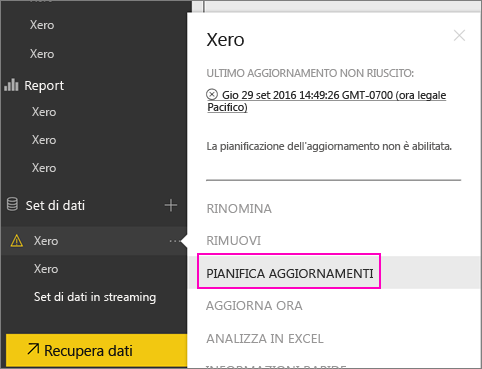 Xero
Xero
Report
Xero
Xero
Xero
Set di dati
Xero
Xero
Set di dati in streaming
Recupera dati
Xero
ULTIMO AGGIORNAMENTO NON RIUSCITO:
Gio 29 set 2016 14:49:26 GMT-0700 (ora legale
Pacifico)
La pianificazione dell'aggiornamento non è abilitata.
RINOMINA
RIMUOVI
PIANIFICA AGGIORNAMENTI
AGGIORNA ORA
ANALIZZA IN EXCEL
INFORMAZIONI RAPIDE